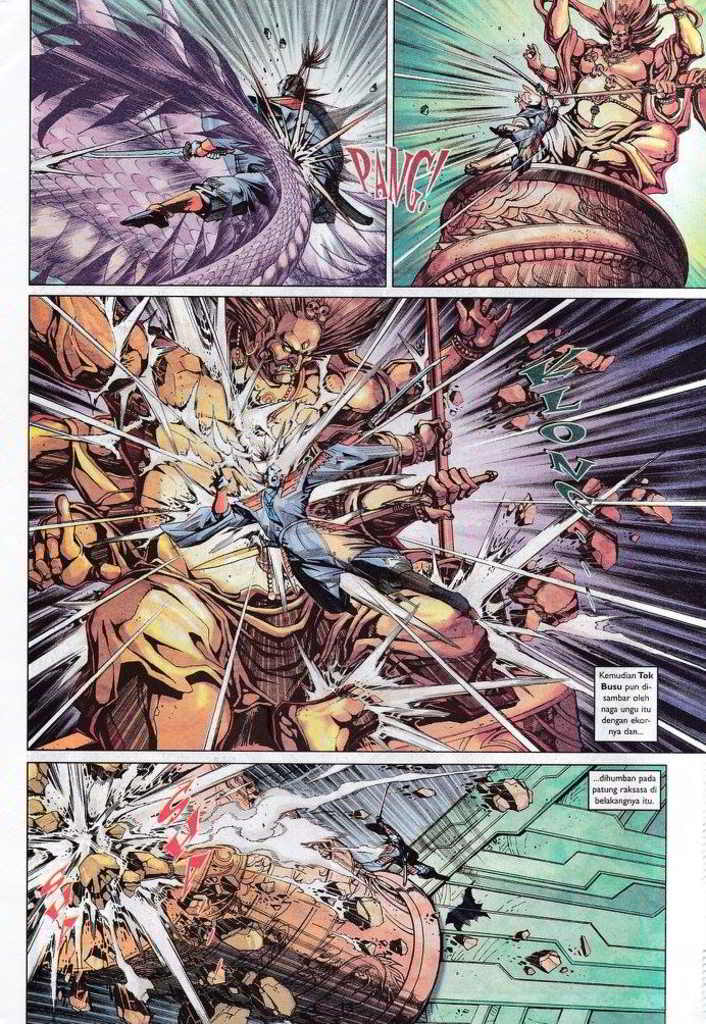 PANG!
KLONG
Kemudian Tok
Busu pun di-
sambar oleh
naga ungu itu
dengan ekor-
nya dan...
...dihumban pada
patung raksasa di
belakangnya itu.